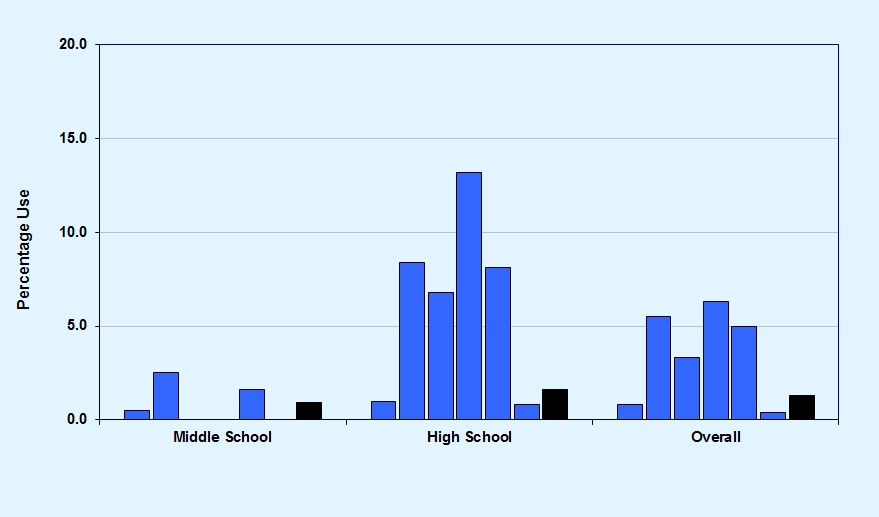 20.0
15.0
10.0
5.0
0.0
Percentage Use
Middle School
High School
Overall